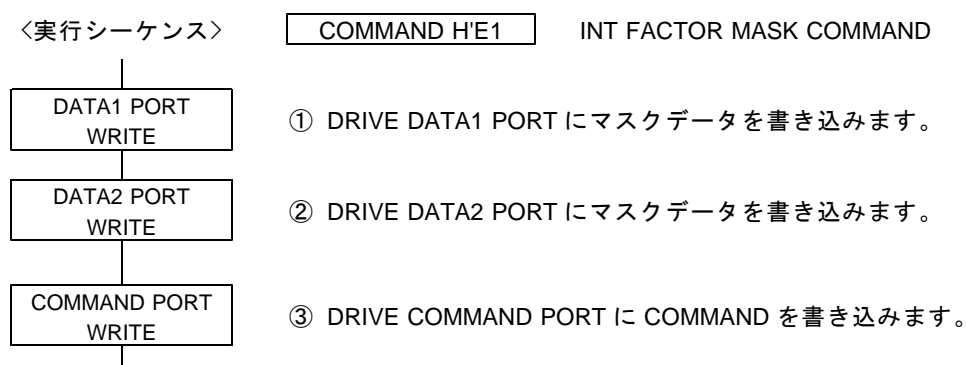 〈実行シーケンス〉 COMMAND H'E1 INT FACTOR MASK COMMAND
DATA1 PORT
WRITE
① DRIVE DATA1 PORT にマスクデータを書き込みます。
DATA2 PORT
WRITE
② DRIVE DATA2 PORT にマスクデータを書き込みます。
COMMAND PORT
WRITE
③ DRIVE COMMAND PORT に COMMAND を書き込みます。